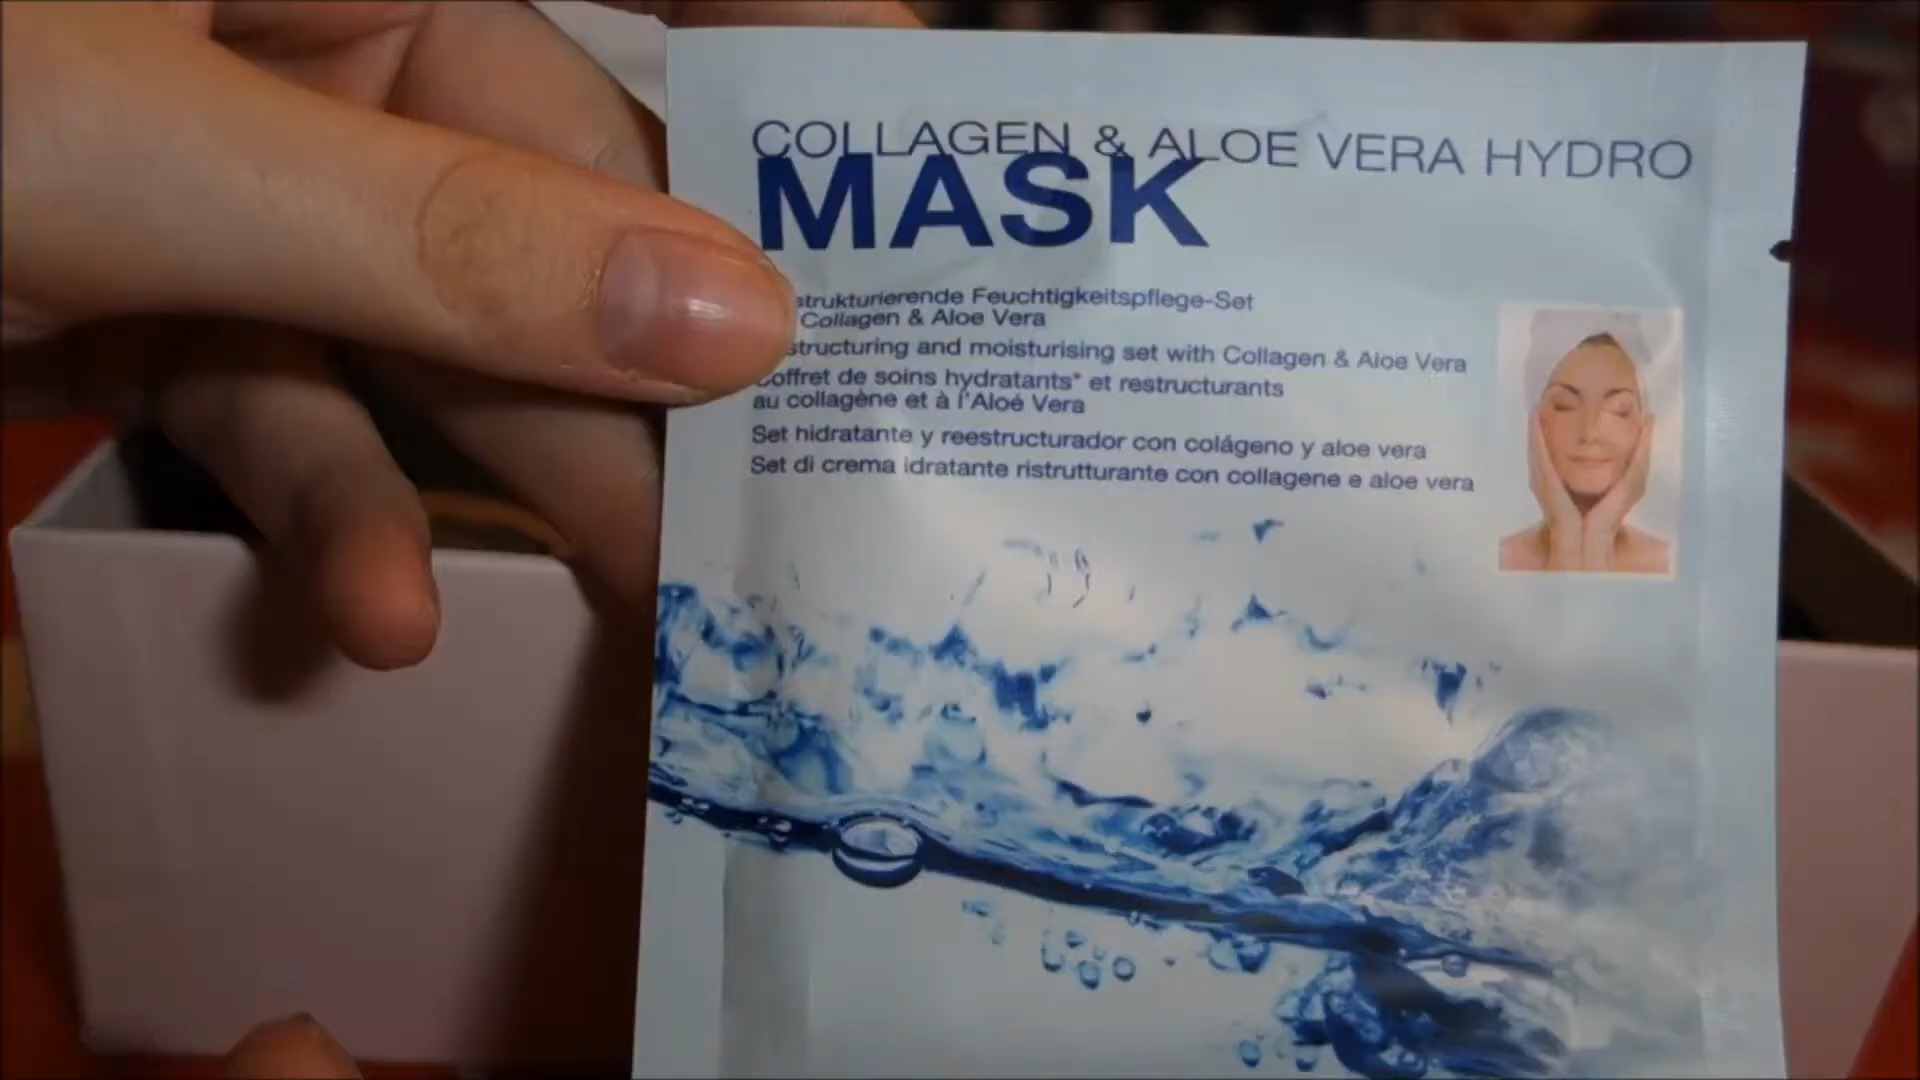 COLLAGEN & ALOE VERA HYDRO
MASK
strukturierende Feuchtigkeitspflege-Set
Collagen & Aloe Vera
structuring and moisturising set with Collagen & Aloe Vera
Coffret de soins hydratants* et restructurants
au collagène et à l'Aloé Vera
Set hidratante y reestructurador con colágeno y aloe vera
Set di crema idratante ristrutturante con collagene e aloe vera